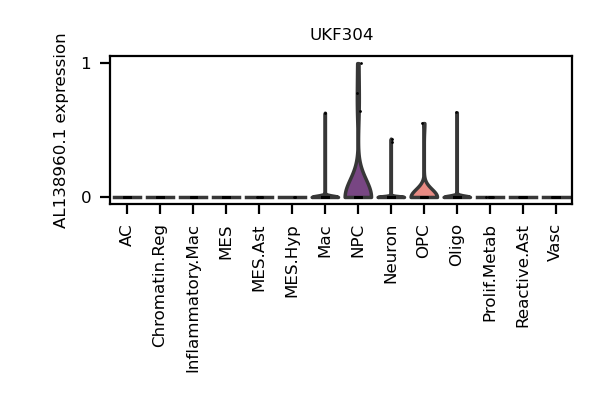 UKF304
AL138960.1 expression
1
0
AC
Chromatin.Reg
Inflammatory.Mac
MES
MES.Ast
MES.Hyp
Mac
NPC
Neuron
OPC
Oligo
Prolif.Metab
Reactive.Ast
Vasc